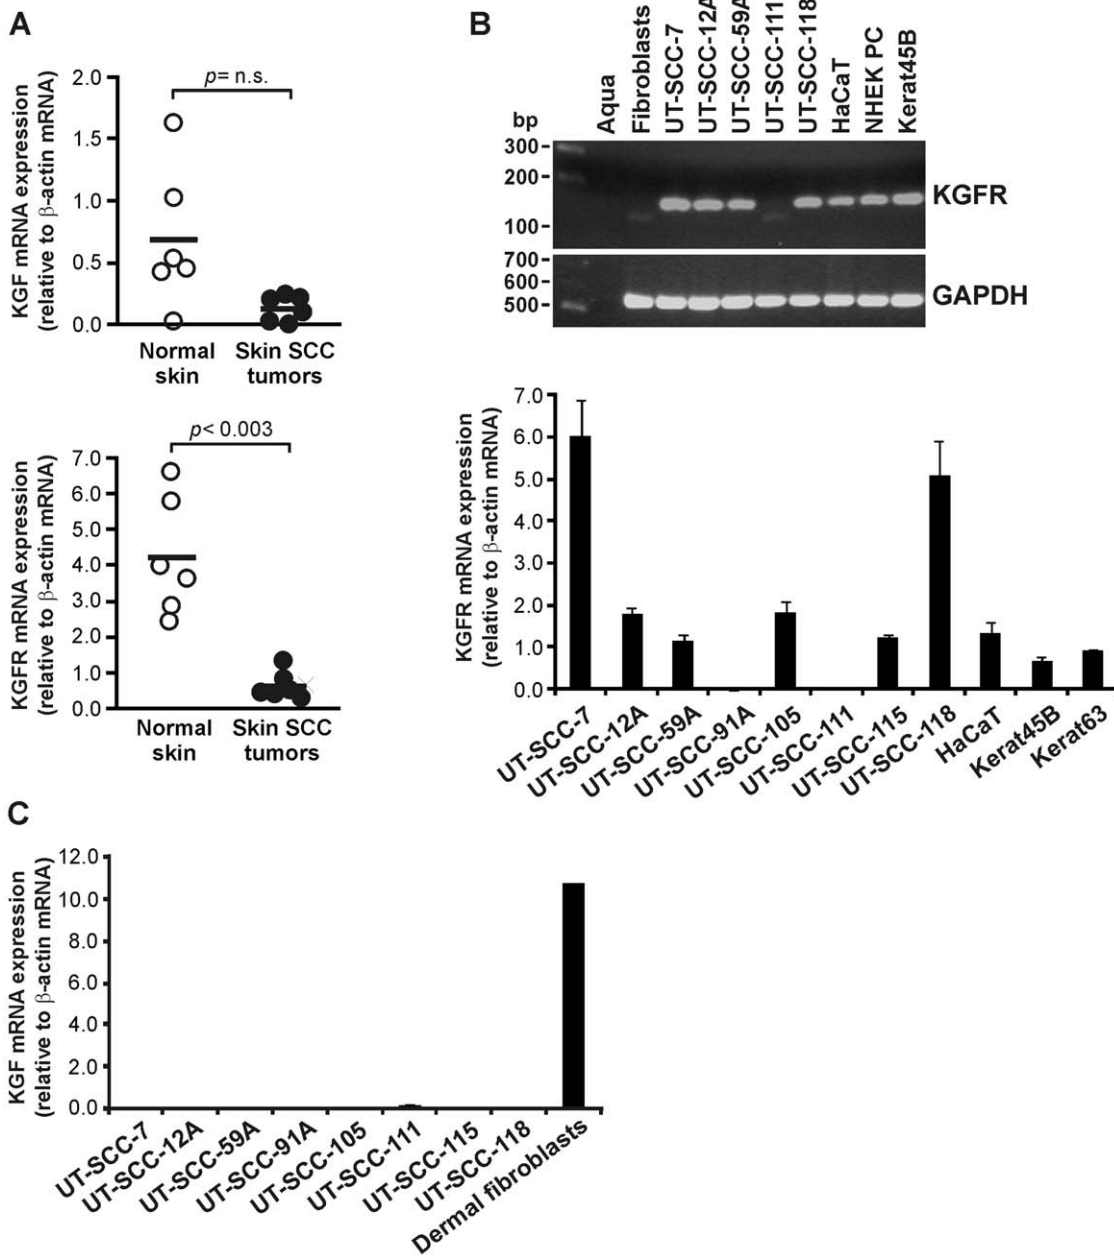 A
KGF mRNA expression
(relative to β-actin mRNA)
p= n.s.
2.0
1.5
1.0
0.5
0.0
Normal
skin
Skin SCC
tumors
KGFR mRNA expression
(relative to β-actin mRNA)
p< 0.003
7.0
6.0
5.0
4.0
3.0
2.0
1.0
0.0
Normal
skin
Skin SCC
tumors
B
bp
Aqua
Fibroblasts
UT-SCC-7
UT-SCC-12A
UT-SCC-59A
UT-SCC-111
UT-SCC-118
HaCaT
NHEK PC
Kerat45B
300
200
100
KGFR
700
600
500
GAPDH
KGFR mRNA expression
(relative to β-actin mRNA)
7.0
6.0
5.0
4.0
3.0
2.0
1.0
0.0
UT-SCC-7
UT-SCC-12A
UT-SCC-59A
UT-SCC-91A
UT-SCC-105
UT-SCC-111
UT-SCC-115
UT-SCC-118
HaCaT
Kerat45B
Kerat63
C
KGF mRNA expression
(relative to β-actin mRNA)
12.0
10.0
8.0
6.0
4.0
2.0
0.0
UT-SCC-7
UT-SCC-12A
UT-SCC-59A
UT-SCC-91A
UT-SCC-105
UT-SCC-111
UT-SCC-115
UT-SCC-118
Dermal fibroblasts